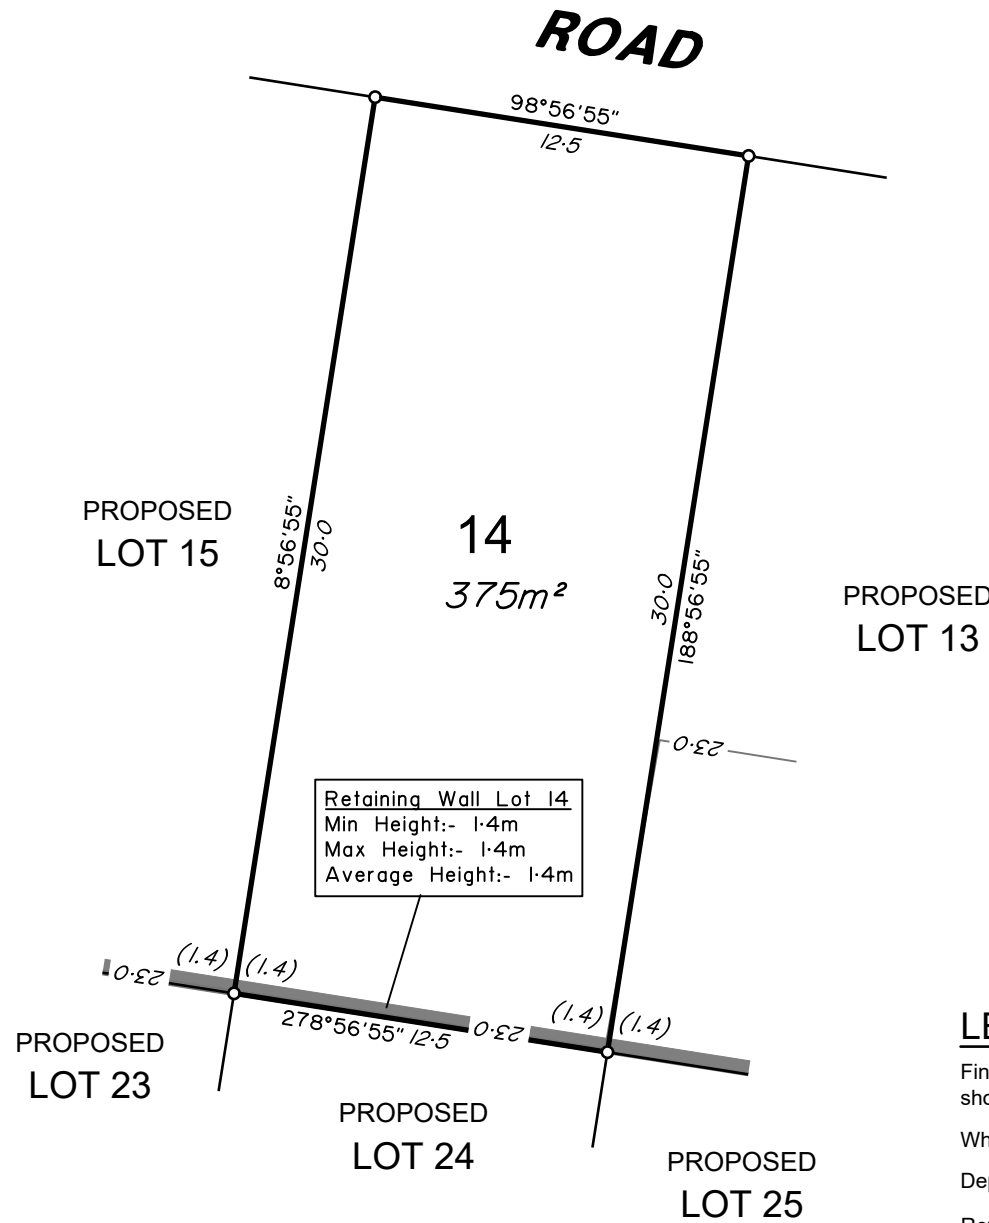 ROAD
98°56'55"
12·5
8°56'55"
30·0
14
375m²
30·0
188°56'55"
PROPOSED
LOT 15
PROPOSED
LOT 13
23·0
Retaining Wall Lot 14
Min Height:- 1·4m
Max Height:- 1·4m
Average Height:- 1·4m
23·0
(1.4) (1.4)
278°56'55" 12·5
23·0
(1.4) (1.4)
PROPOSED
LOT 23
PROPOSED
LOT 24
PROPOSED
LOT 25